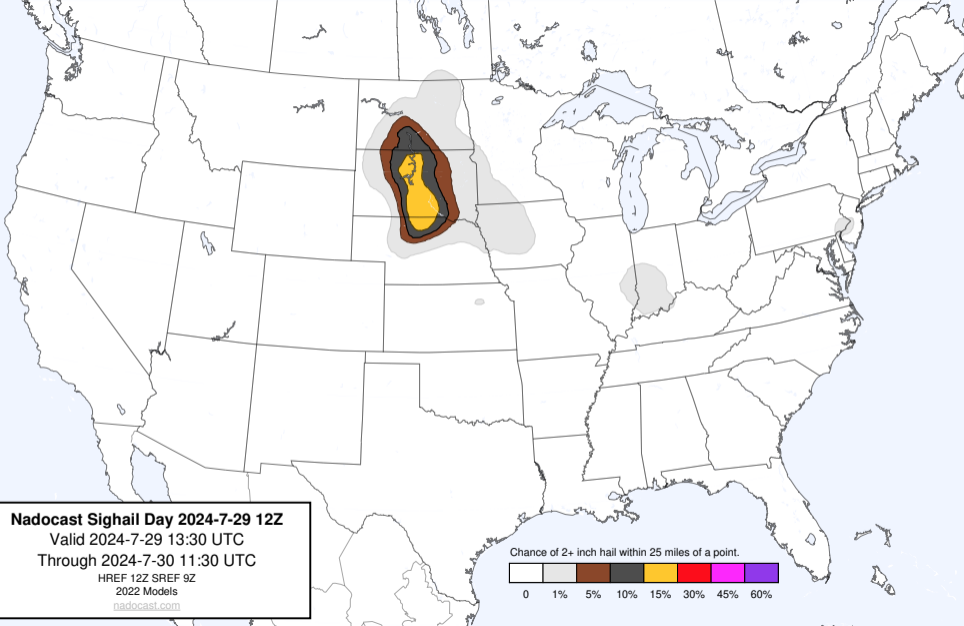 Nadocast Sighail Day 2024-7-29 12Z
Valid 2024-7-29 13:30 UTC
Through 2024-7-30 11:30 UTC
HREF 12Z SREF 9Z
2022 Models
nadocast.com
Chance of 2+ inch hail within 25 miles of a point.
0 1% 5% 10% 15% 30% 45% 60%